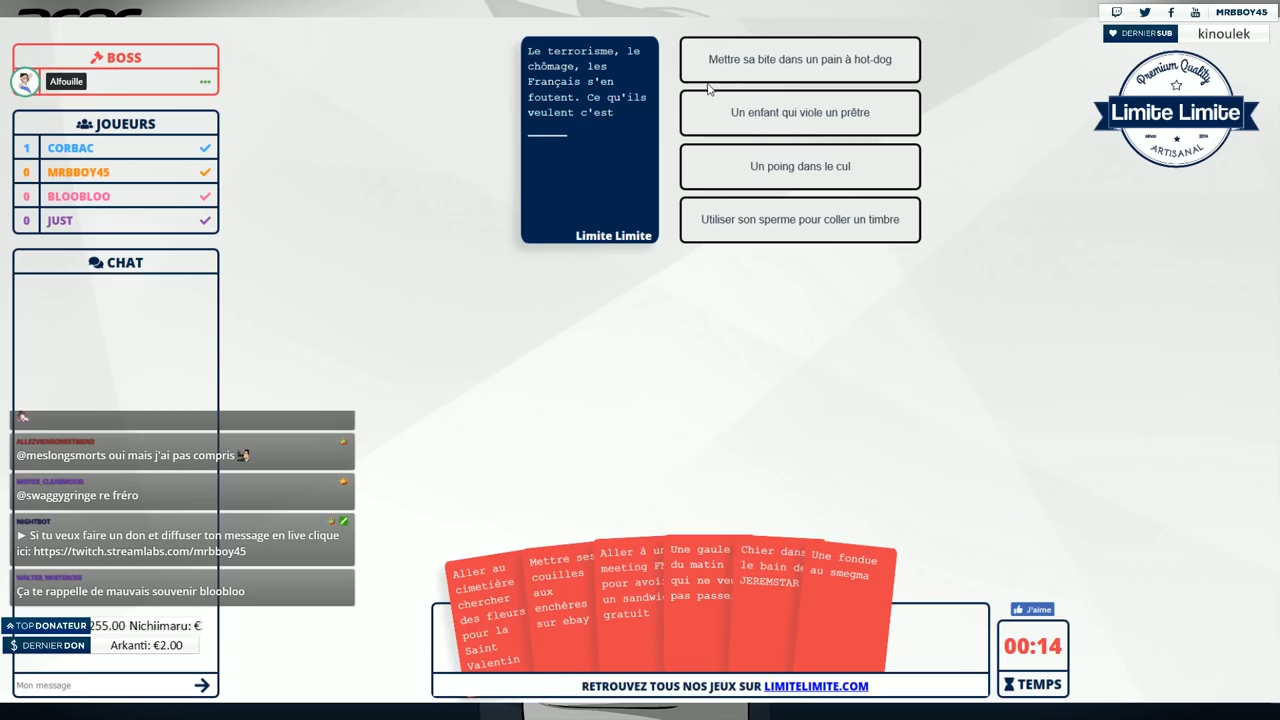 MRBBOY45
DERNIER SUB
kinoulek
BOSS
Alfouille
JOUEURS
1 CORBAC
0 MRBBOY45
0 BLOOBLOO
0 JUST
CHAT
Le terrorisme, le
chômage, les
Français s'en
foutent. Ce qu'ils
veulent c'est
Limite Limite
Mettre sa bite dans un pain à hot-dog
Un enfant qui viole un prêtre
Un poing dans le cul
Utiliser son sperme pour coller un timbre
Premium Quality
Limite Limite
since 2014
ARTISANAL
@meslongsmorts oui mais j'ai pas compris
@swaggygringe re fréro
NIGHTBOT
► Si tu veux faire un don et diffuser ton message en live clique
ici: https://twitch.streamlabs.com/mrbboy45
Ça te rappelle de mauvais souvenir bloobloo
TOP DONATEUR
255.00 Nichiimaru: €
DERNIER DON
Arkanti: €2.00
Mon message
Aller au
cimetière
chercher
des fleurs
pour la
Saint
Valentin
Mettre ses
couilles
aux
enchères
sur ebay
Aller à un
meeting FN
pour avoir
un sandwi
gratuit
Une gaule
du matin
qui ne veu
pas passe
Chier dans
le bain de
JEREMSTAR
Une fondue
au smegma
RETROUVEZ TOUS NOS JEUX SUR LIMITELIMITE.COM
J'aime
00:14
TEMPS